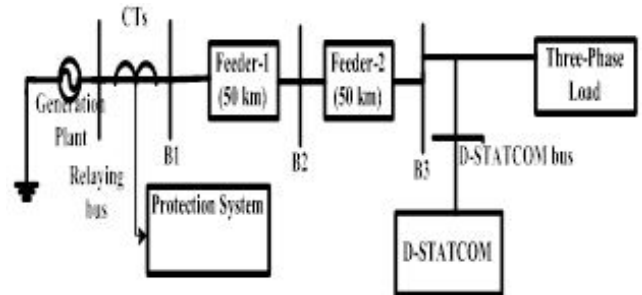 CTs
Feeder-1
(50 km)
Feeder-2
(50 km)
Three-Phase
Load
Generation
Plant
Relaying
bus
B1
B2
B3
D-STATCOM bus
Protection System
D-STATCOM